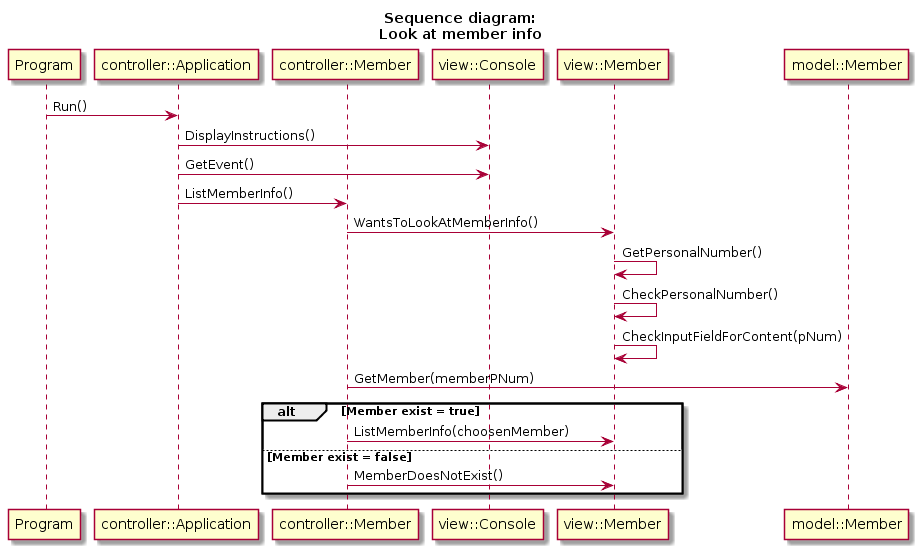 Sequence diagram:
Look at member info
Program controller::Application controller::Member view::Console view::Member model::Member
Run()
DisplayInstructions()
GetEvent()
ListMemberInfo()
WantsToLookAtMemberInfo()
GetPersonalNumber()
CheckPersonalNumber()
CheckInputFieldForContent(pNum)
GetMember(memberPNum)
alt [Member exist = true]
ListMemberInfo(choosenMember)
[Member exist = false]
MemberDoesNotExist()
Program controller::Application controller::Member view::Console view::Member model::Member